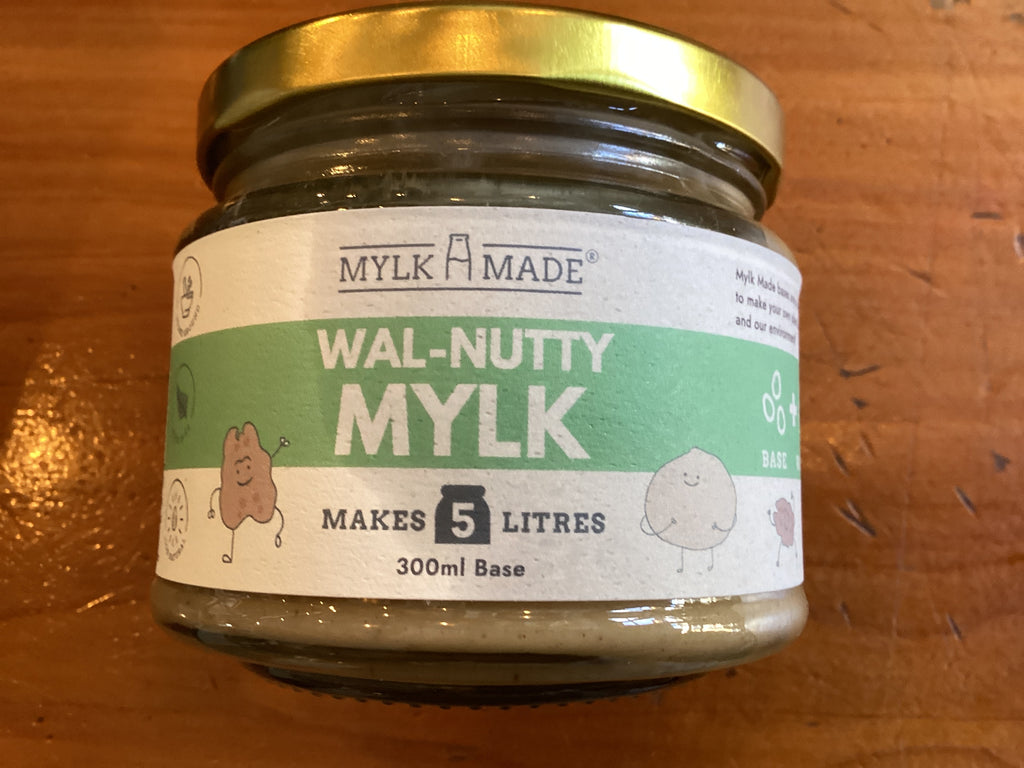 MYLK MADE®
WAL-NUTTY
MYLK
MAKES 5 LITRES
300ml Base
Mylk Made
to make your own
and our environment
BASE